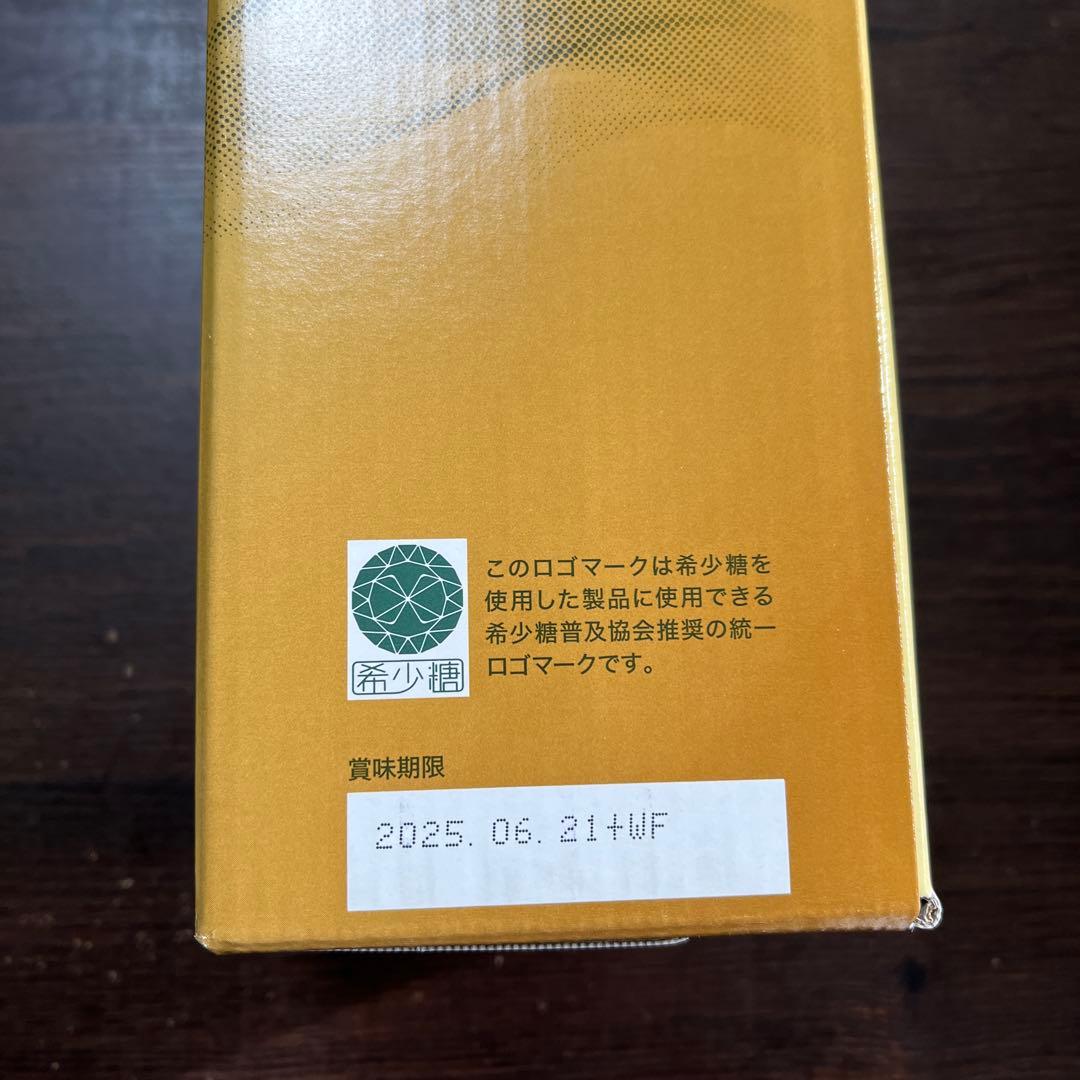 このロゴマークは希少糖を
使用した製品に使用できる
希少糖普及協会推奨の統一
ロゴマークです。
希少糖
賞味期限
2025.06.21+WF